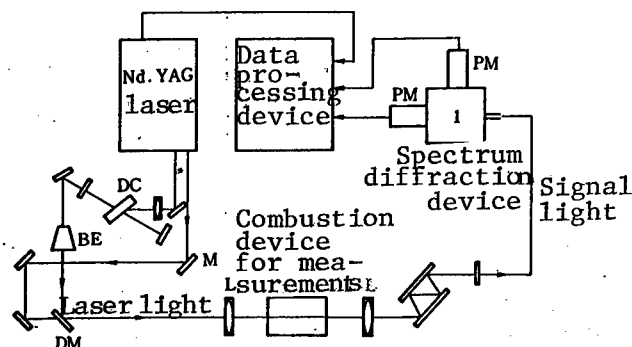 Nd.YAG
laser
Data
pro-
cessing
device
PM
PM
1
Spectrum
diffraction
device
Signal
light
DC
BE
M
Combustion
device
for mea-
surements
L
L
Laser light
DM